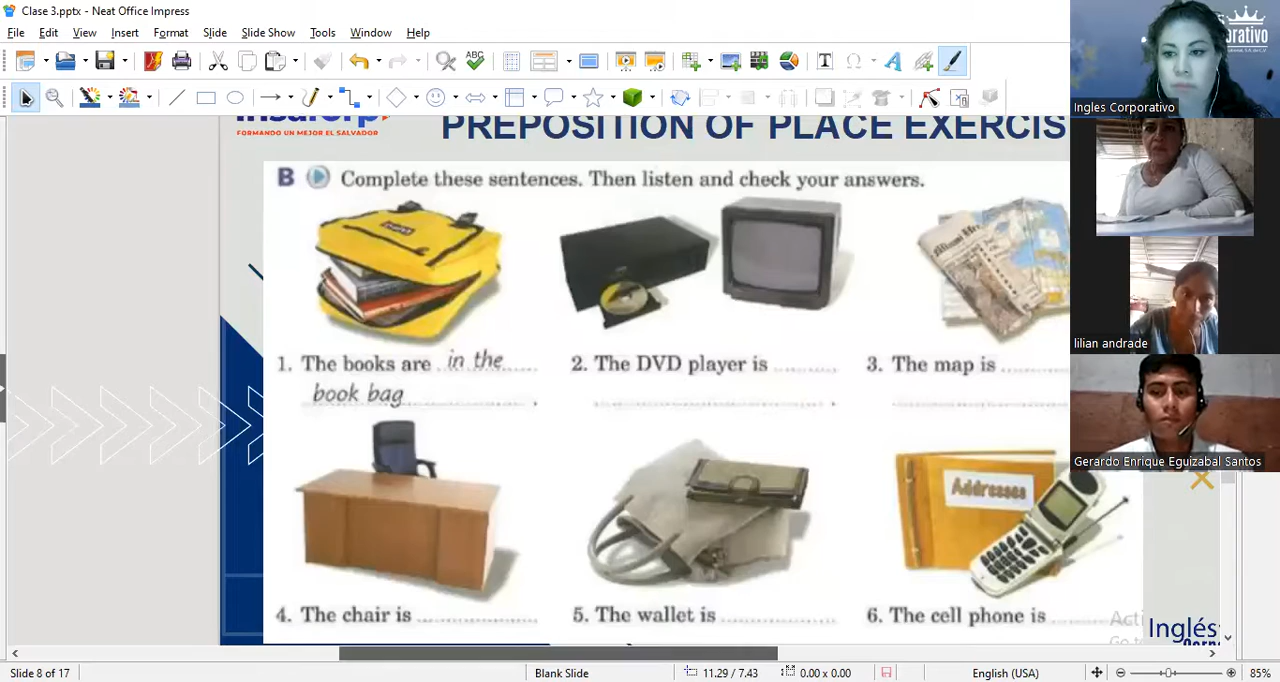 Clase 3.pptx - Neat Office Impress
File Edit View Insert Format Slide Slide Show Tools Window Help
FORMANDO UN MEJOR EL SALVADOR
PREPOSITION OF PLACE EXERCIS
B Complete these sentences. Then listen and check your answers.
1. The books are in the
book bag.
2. The DVD player is
3. The map is
Addresses
4. The chair is
5. The wallet is
6. The cell phone is
Inglés
Ingles Corporativo
lilian andrade
Gerardo Enrique Eguizabal Santos
Slide 8 of 17 Blank Slide 11.29 / 7.43 0.00 x 0.00 English (USA) 85%